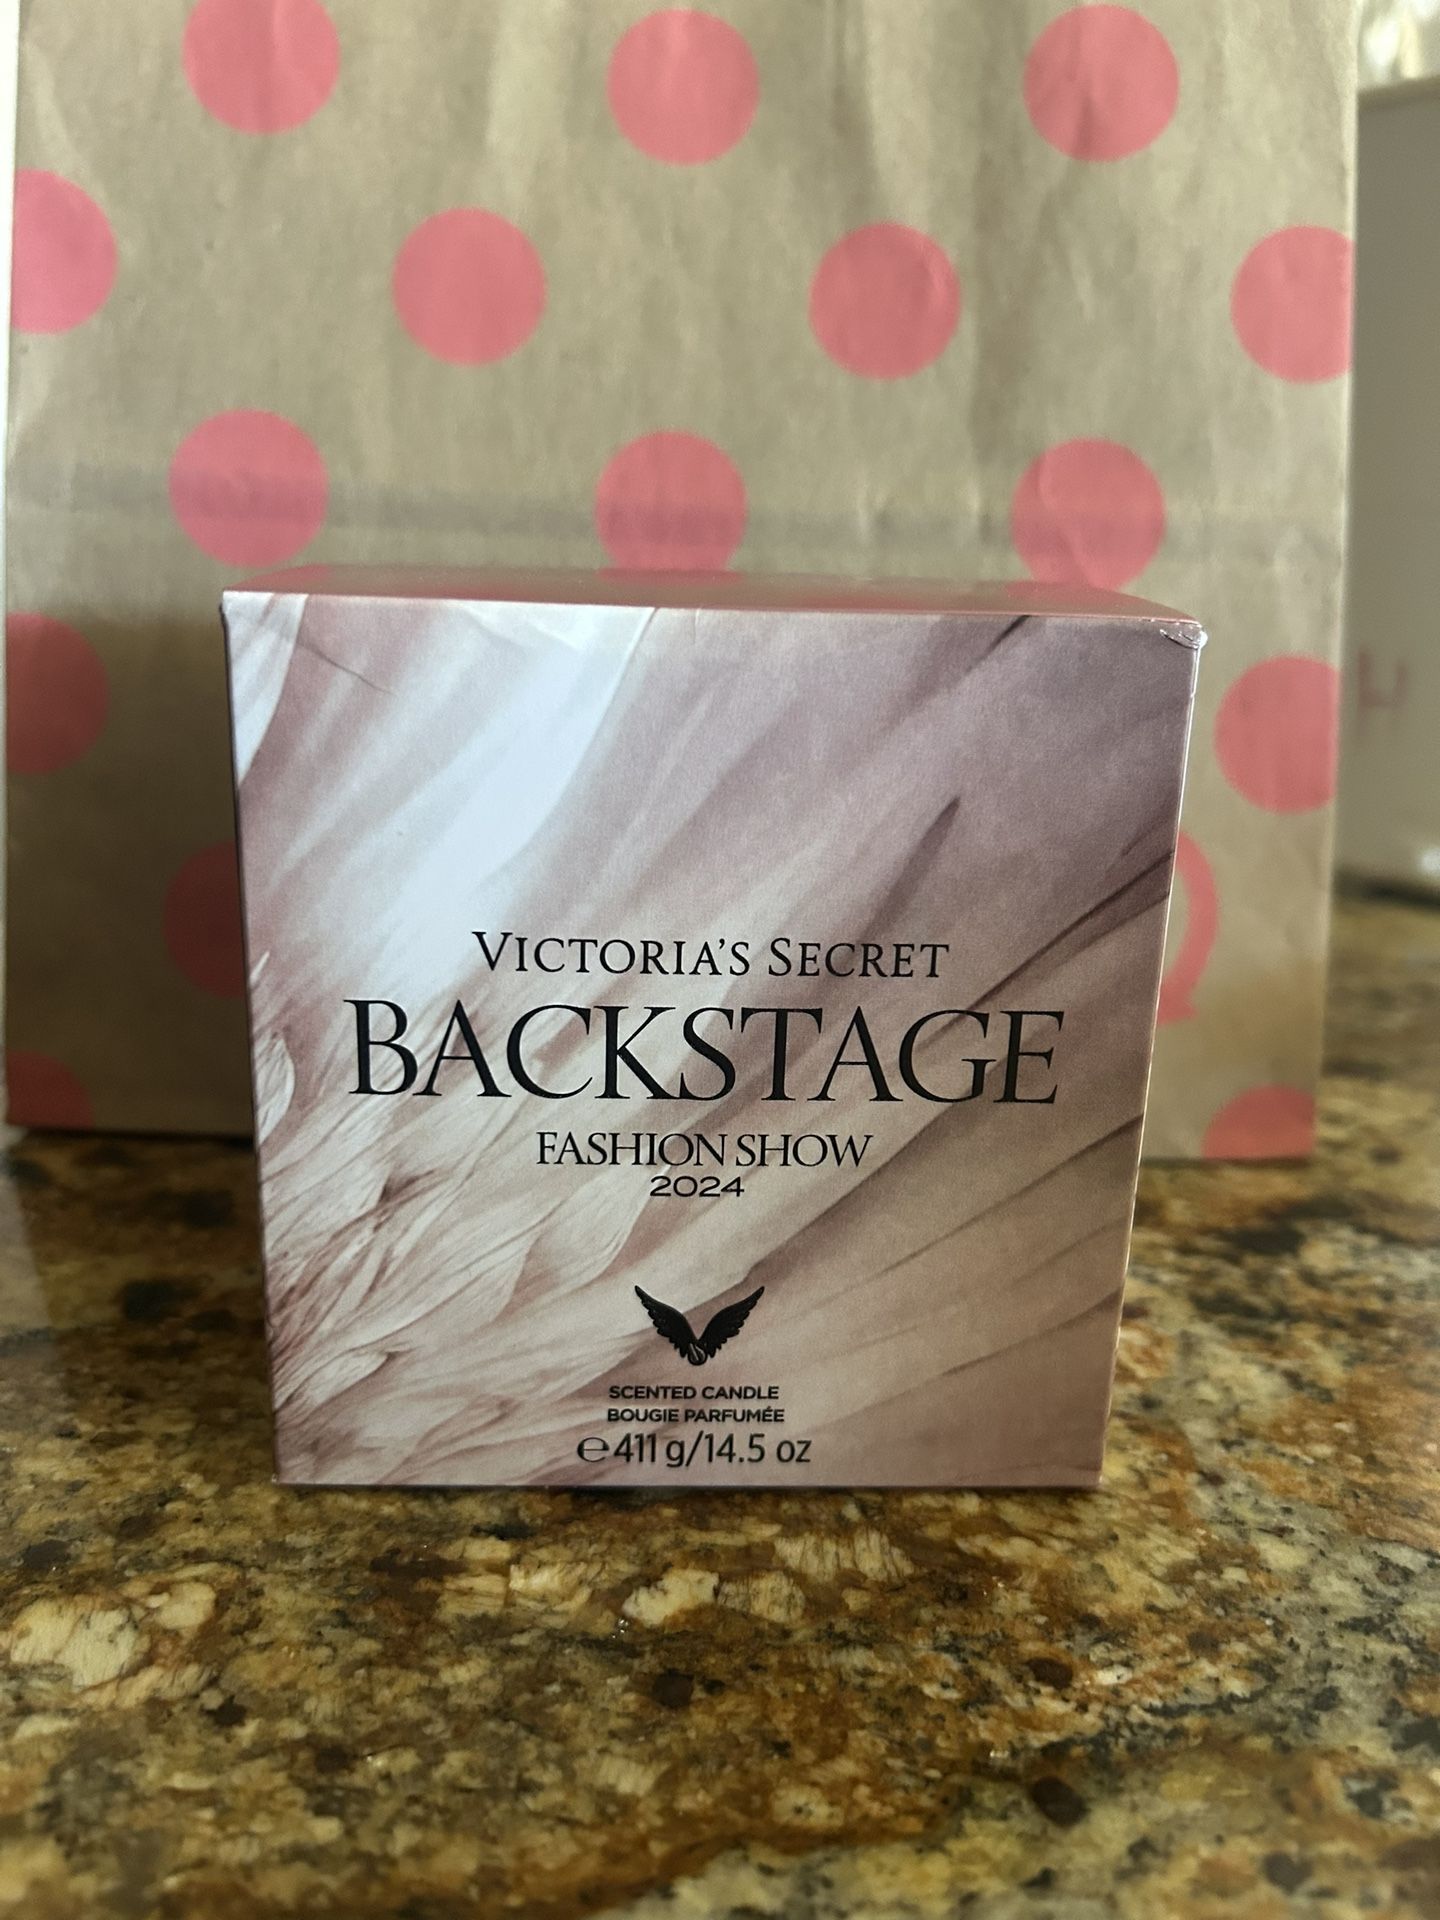 VICTORIA'S SECRET
BACKSTAGE
FASHION SHOW
2024
SCENTED CANDLE
BOUGIE PARFUMÉE
℮ 411 g/14.5 oz